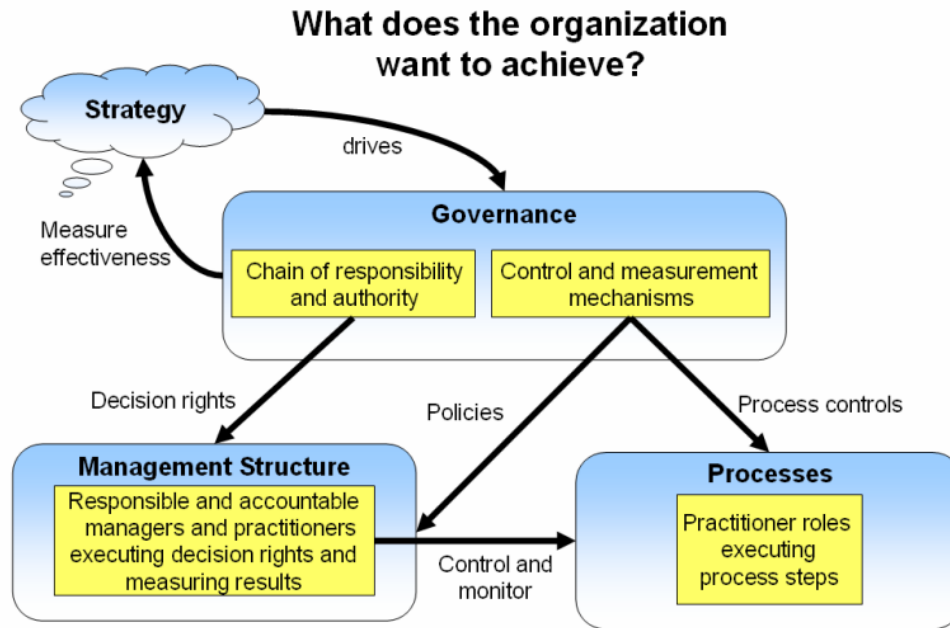 What does the organization
want to achieve?
Strategy
drives
Measure
effectiveness
Governance
Chain of responsibility
and authority
Control and measurement
mechanisms
Decision rights
Policies
Process controls
Management Structure
Responsible and accountable
managers and practitioners
executing decision rights and
measuring results
Control and
monitor
Processes
Practitioner roles
executing
process steps